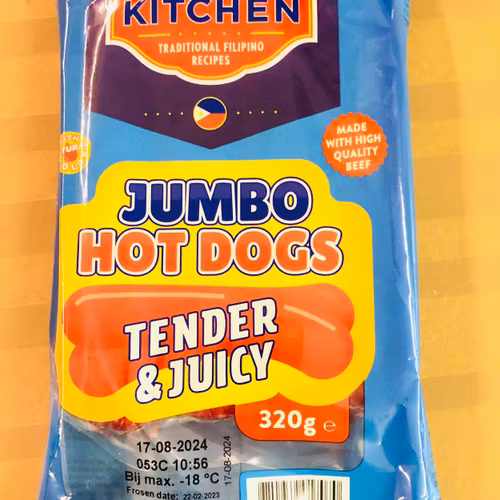 KITCHEN
TRADITIONAL FILIPINO
RECIPES
MADE
WITH HIGH
QUALITY
BEEF
JUMBO
HOT DOGS
TENDER
& JUICY
320g e
17-08-2024
053C 10:56
Bij max. -18 °C
Frozen date: 22-02-2023
17-08-2024